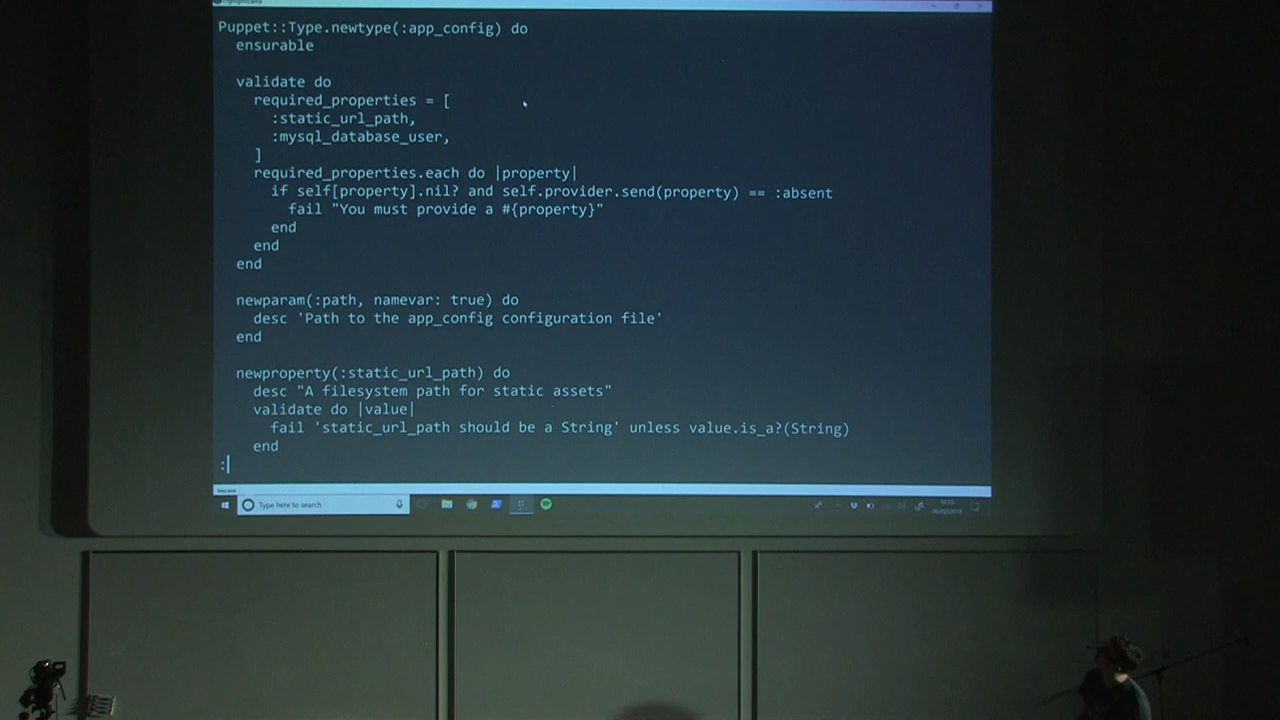 Puppet::Type.newtype(:app_config) do
ensurable
validate do
required_properties = [
:static_url_path,
:mysql_database_user,
]
required_properties.each do |property|
if self[property].nil? and self.provider.send(property) == :absent
fail "You must provide a #{property}"
end
end
end
newparam(:path, namevar: true) do
desc 'Path to the app_config configuration file'
end
newproperty(:static_url_path) do
desc "A filesystem path for static assets"
validate do |value|
fail 'static_url_path should be a String' unless value.is_a?(String)
end
:
Type here to search